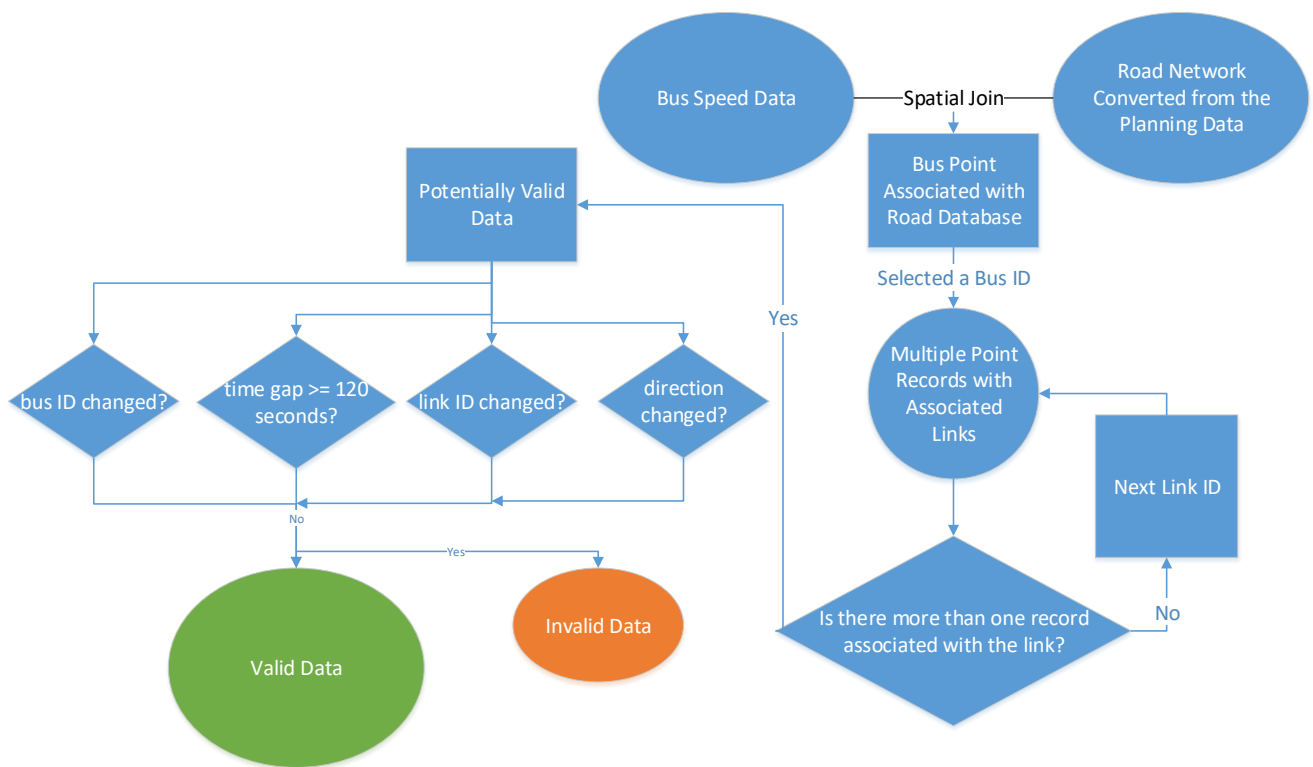 Bus Speed Data
Spatial Join
Road Network
Converted from the
Planning Data
Bus Point
Associated with
Road Database
Selected a Bus ID
Multiple Point
Records with
Associated
Links
Next Link ID
Is there more than one record
associated with the link?
No
Yes
Potentially Valid
Data
bus ID changed?
time gap >= 120
seconds?
link ID changed?
direction
changed?
No
Yes
Valid Data
Invalid Data